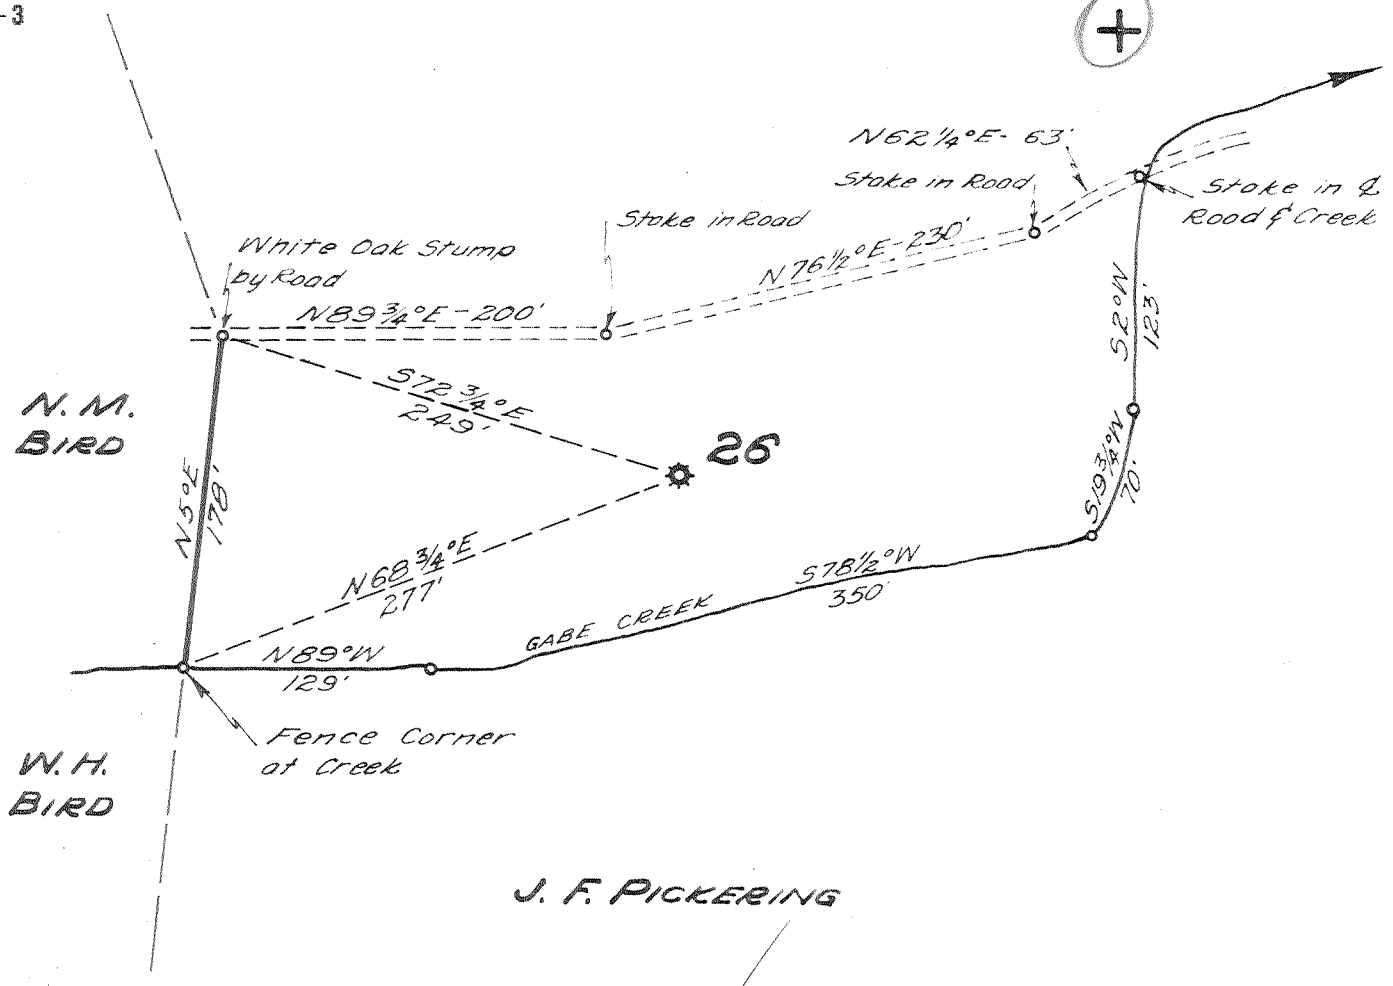 -3
N62¼°E - 63'
Stake in Road
Stake in ℄
Road & Creek
Stake in Road
N76½°E - 230'
White Oak Stump
by Road
N89¾°E - 200'
S2°W
123'
S72¾°E
249'
N. M.
BIRD
26
N5°E
178'
S19¾°W
70'
N68¾°E
277'
S78½°W
350'
GABE CREEK
N89°W
129'
Fence Corner
at Creek
W. H.
BIRD
J. F. PICKERING